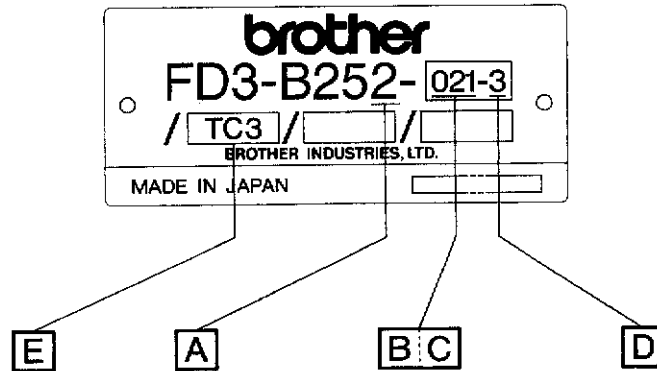 brother
FD3-B252- 021-3
/ TC3 / /
BROTHER INDUSTRIES, LTD.
MADE IN JAPAN
E A B C D